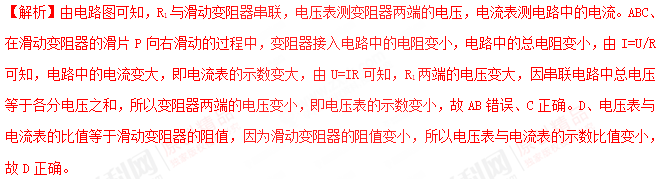 【解析】由电路图可知，R₁与滑动变阻器串联，电压表测变阻器两端的电压，电流表测电路中的电流。ABC、
在滑动变阻器的滑片 P 向右滑动的过程中，变阻器接入电路中的电阻变小，电路中的总电阻变小，由 I=U/R
可知，电路中的电流变大，即电流表的示数变大，由 U=IR 可知，R₁两端的电压变大，因串联电路中总电压
等于各分电压之和，所以变阻器两端的电压变小，即电压表的示数变小，故 AB 错误、C 正确。D、电压表与
电流表的比值等于滑动变阻器的阻值，因为滑动变阻器的阻值变小，所以电压表与电流表的示数比值变小，
故 D 正确。